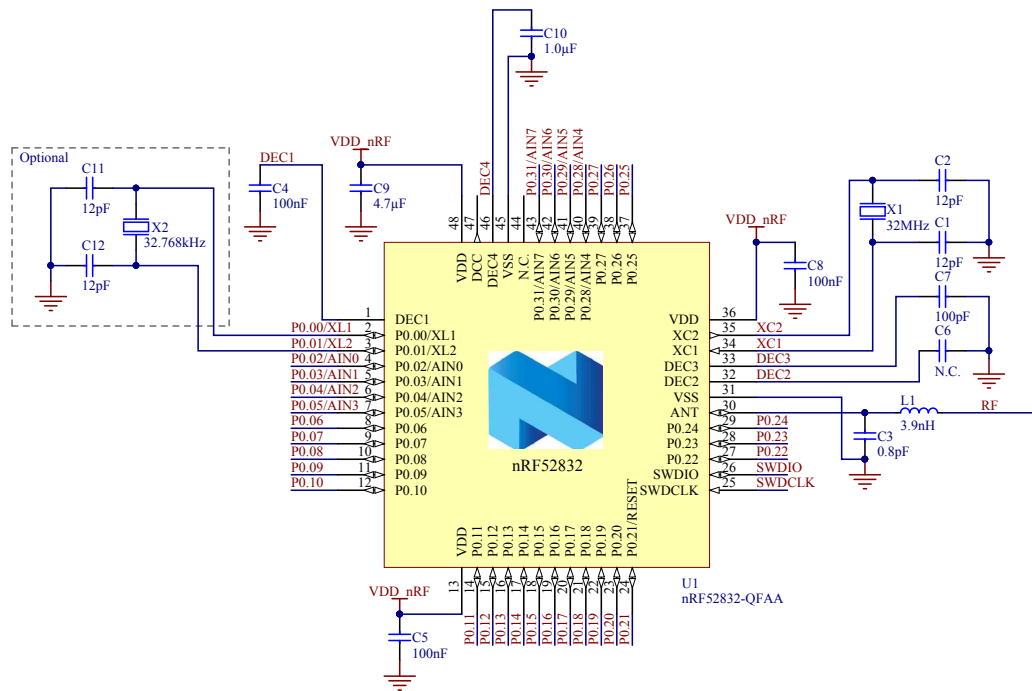 C10
1.0µF
Optional
C11
12pF
X2
32.768kHz
C12
12pF
DEC1
C4
100nF
VDD_nRF
C9
4.7µF
DEC4
P0.31/AIN7
P0.30/AIN6
P0.29/AIN5
P0.28/AIN4
P0.27
P0.26
P0.25
48
47
46
45
44
43
42
41
40
39
38
37
VDD
DCC
DEC4
VSS
N.C.
P0.31/AIN7
P0.30/AIN6
P0.29/AIN5
P0.28/AIN4
P0.27
P0.26
P0.25
C2
12pF
X1
32MHz
C1
12pF
C7
100pF
C6
N.C.
VDD_nRF
C8
100nF
1 DEC1
P0.00/XL1 2 P0.00/XL1
P0.01/XL2 3 P0.01/XL2
P0.02/AIN0 4 P0.02/AIN0
P0.03/AIN1 5 P0.03/AIN1
P0.04/AIN2 6 P0.04/AIN2
P0.05/AIN3 7 P0.05/AIN3
P0.06 8 P0.06
P0.07 9 P0.07
P0.08 10 P0.08
P0.09 11 P0.09
P0.10 12 P0.10
nRF52832
VDD 36
XC2 35 XC2
XC1 34 XC1
DEC3 33 DEC3
DEC2 32 DEC2
VSS 31
ANT 30
P0.24 29 P0.24
P0.23 28 P0.23
P0.22 27 P0.22
SWDIO 26 SWDIO
SWDCLK 25 SWDCLK
L1
3.9nH
RF
C3
0.8pF
VDD
P0.11
P0.12
P0.13
P0.14
P0.15
P0.16
P0.17
P0.18
P0.19
P0.20
P0.21/RESET
13
14
15
16
17
18
19
20
21
22
23
24
P0.11
P0.12
P0.13
P0.14
P0.15
P0.16
P0.17
P0.18
P0.19
P0.20
P0.21
U1
nRF52832-QFAA
VDD_nRF
C5
100nF